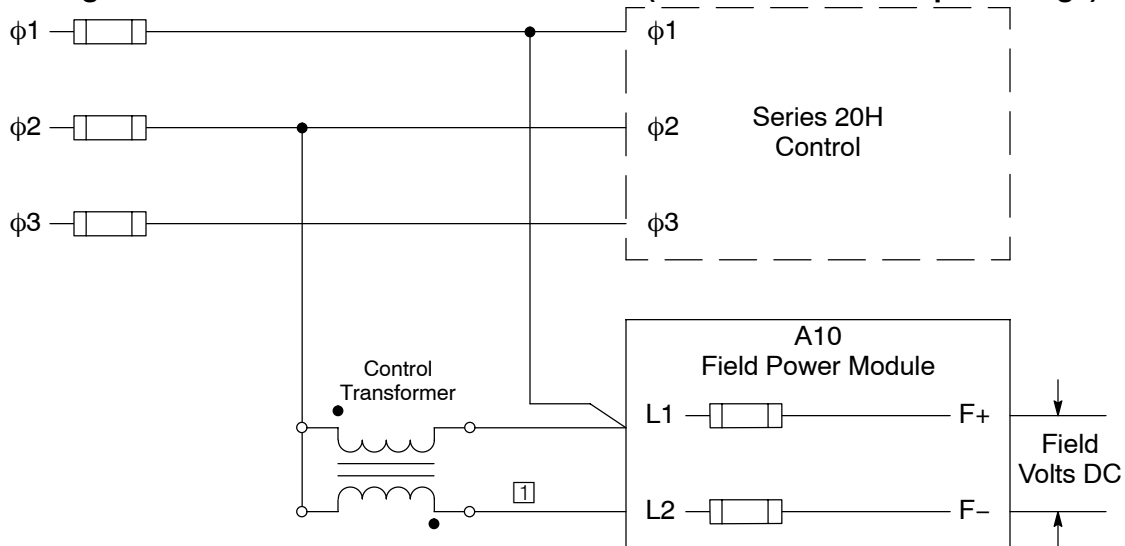 ϕ1
ϕ1
ϕ2
ϕ2
Series 20H
Control
ϕ3
ϕ3
A10
Field Power Module
Control
Transformer
L1
F+
Field
Volts DC
1
L2
F−